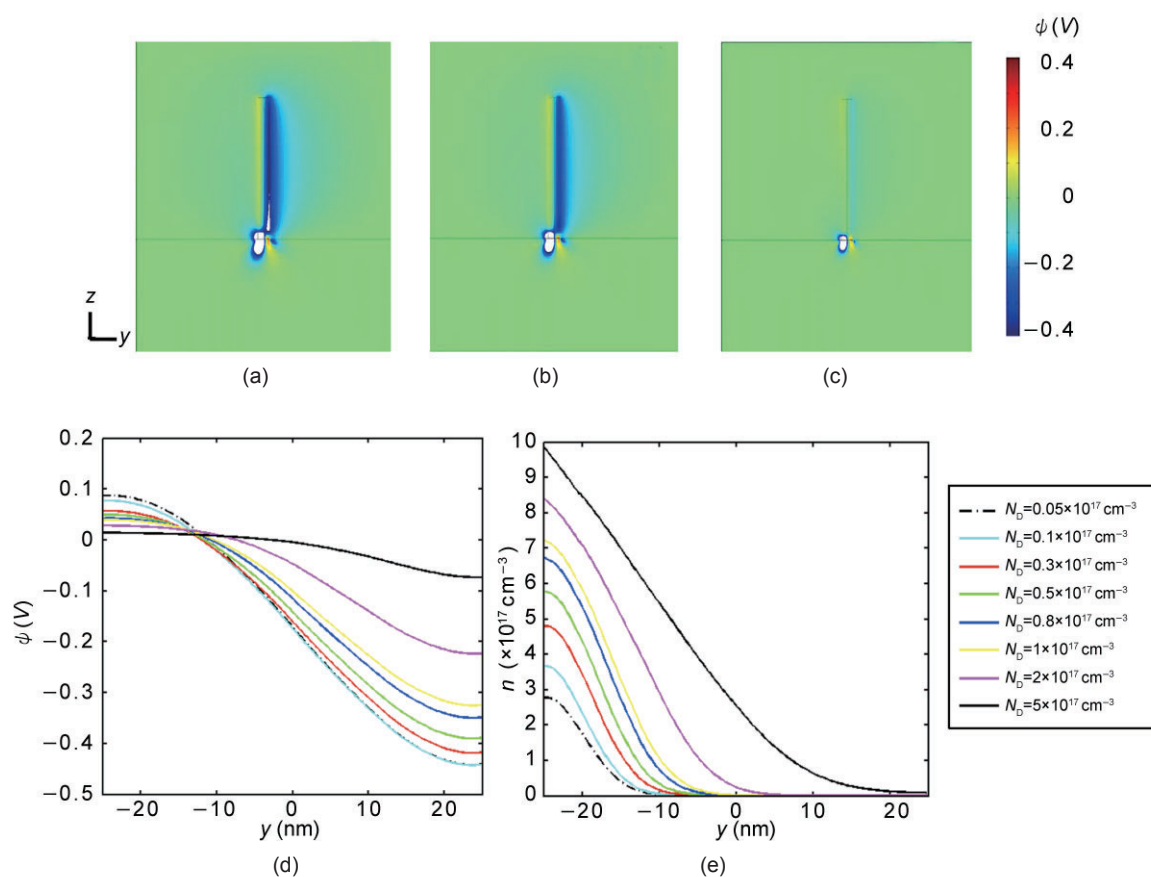 ψ (V)
0.4
0.2
0
−0.2
−0.4
z
y
(a)
(b)
(c)
0.2
0.1
0
−0.1
−0.2
−0.3
−0.4
−0.5
ψ (V)
−20
−10
0
10
20
y (nm)
(d)
10
9
8
7
6
5
4
3
2
1
0
n (×10¹⁷ cm⁻³)
−20
−10
0
10
20
y (nm)
(e)
N_D=0.05×10¹⁷ cm⁻³
N_D=0.1×10¹⁷ cm⁻³
N_D=0.3×10¹⁷ cm⁻³
N_D=0.5×10¹⁷ cm⁻³
N_D=0.8×10¹⁷ cm⁻³
N_D=1×10¹⁷ cm⁻³
N_D=2×10¹⁷ cm⁻³
N_D=5×10¹⁷ cm⁻³